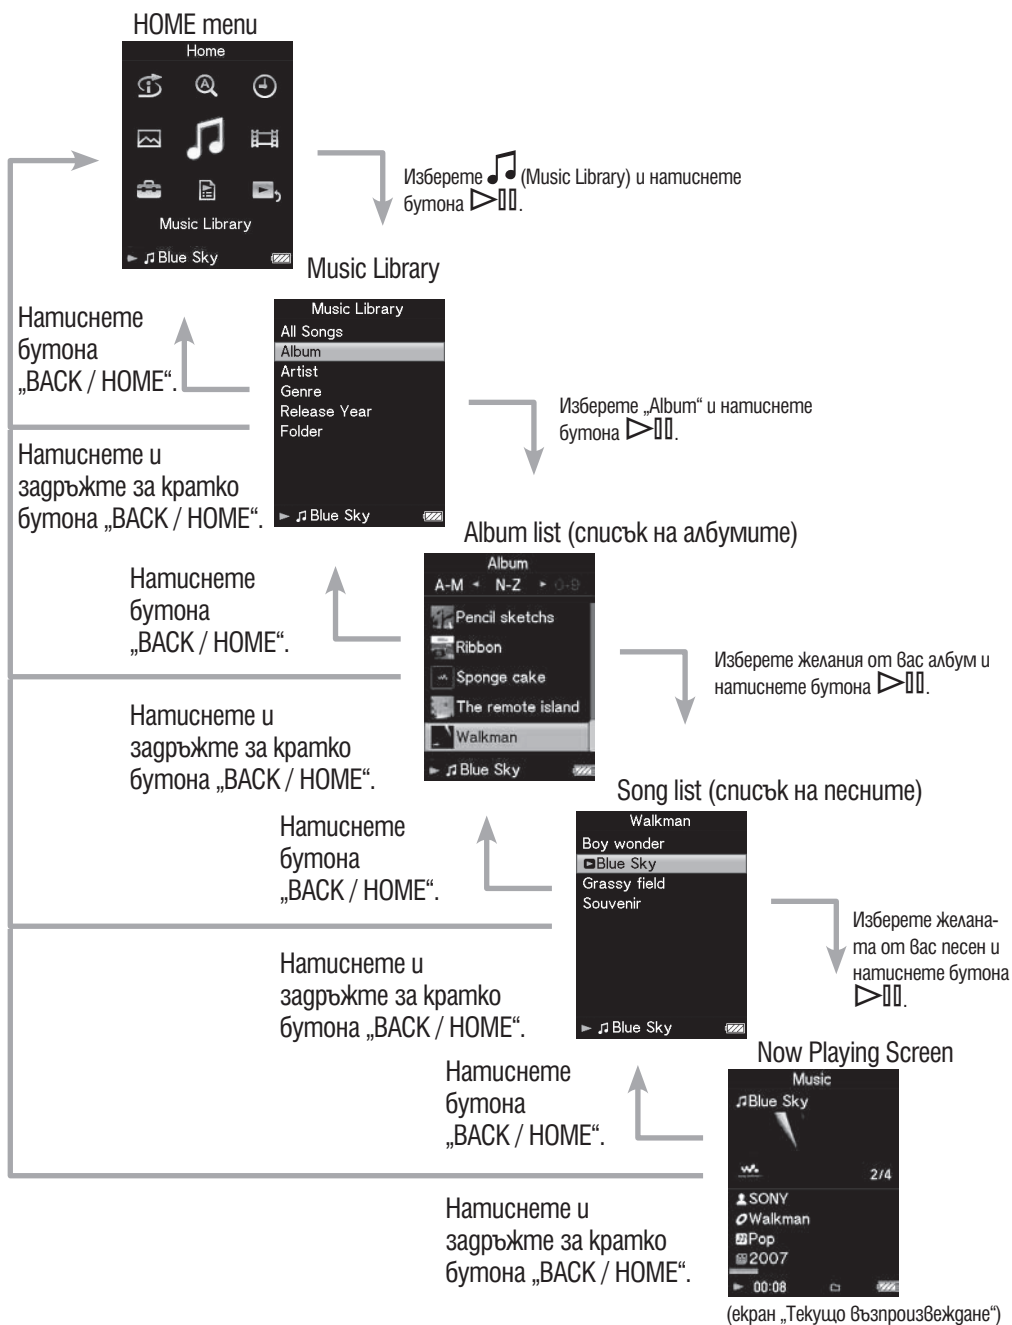 HOME menu
Home
Music Library
Blue Sky
Изберете (Music Library) и натиснете
бутона .
Music Library
Music Library
All Songs
Album
Artist
Genre
Release Year
Folder
Blue Sky
Натиснете
бутона
„BACK / HOME“.
Изберете „Album“ и натиснете
бутона .
Натиснете и
задръжте за кратко
бутона „BACK / HOME“.
Album list (списък на албумите)
Album
A-M N-Z 0-9
Pencil sketchs
Ribbon
Sponge cake
The remote island
Walkman
Blue Sky
Натиснете
бутона
„BACK / HOME“.
Изберете желания от вас албум и
натиснете бутона .
Натиснете и
задръжте за кратко
бутона „BACK / HOME“.
Song list (списък на песните)
Walkman
Boy wonder
Blue Sky
Grassy field
Souvenir
Blue Sky
Натиснете
бутона
„BACK / HOME“.
Изберете желана-
та от вас песен и
натиснете бутона
.
Натиснете и
задръжте за кратко
бутона „BACK / HOME“.
Now Playing Screen
Music
Blue Sky
2/4
SONY
Walkman
Pop
2007
00:08
Натиснете
бутона
„BACK / HOME“.
Натиснете и
задръжте за кратко
бутона „BACK / HOME“.
(екран „Текущо възпроизвеждане“)